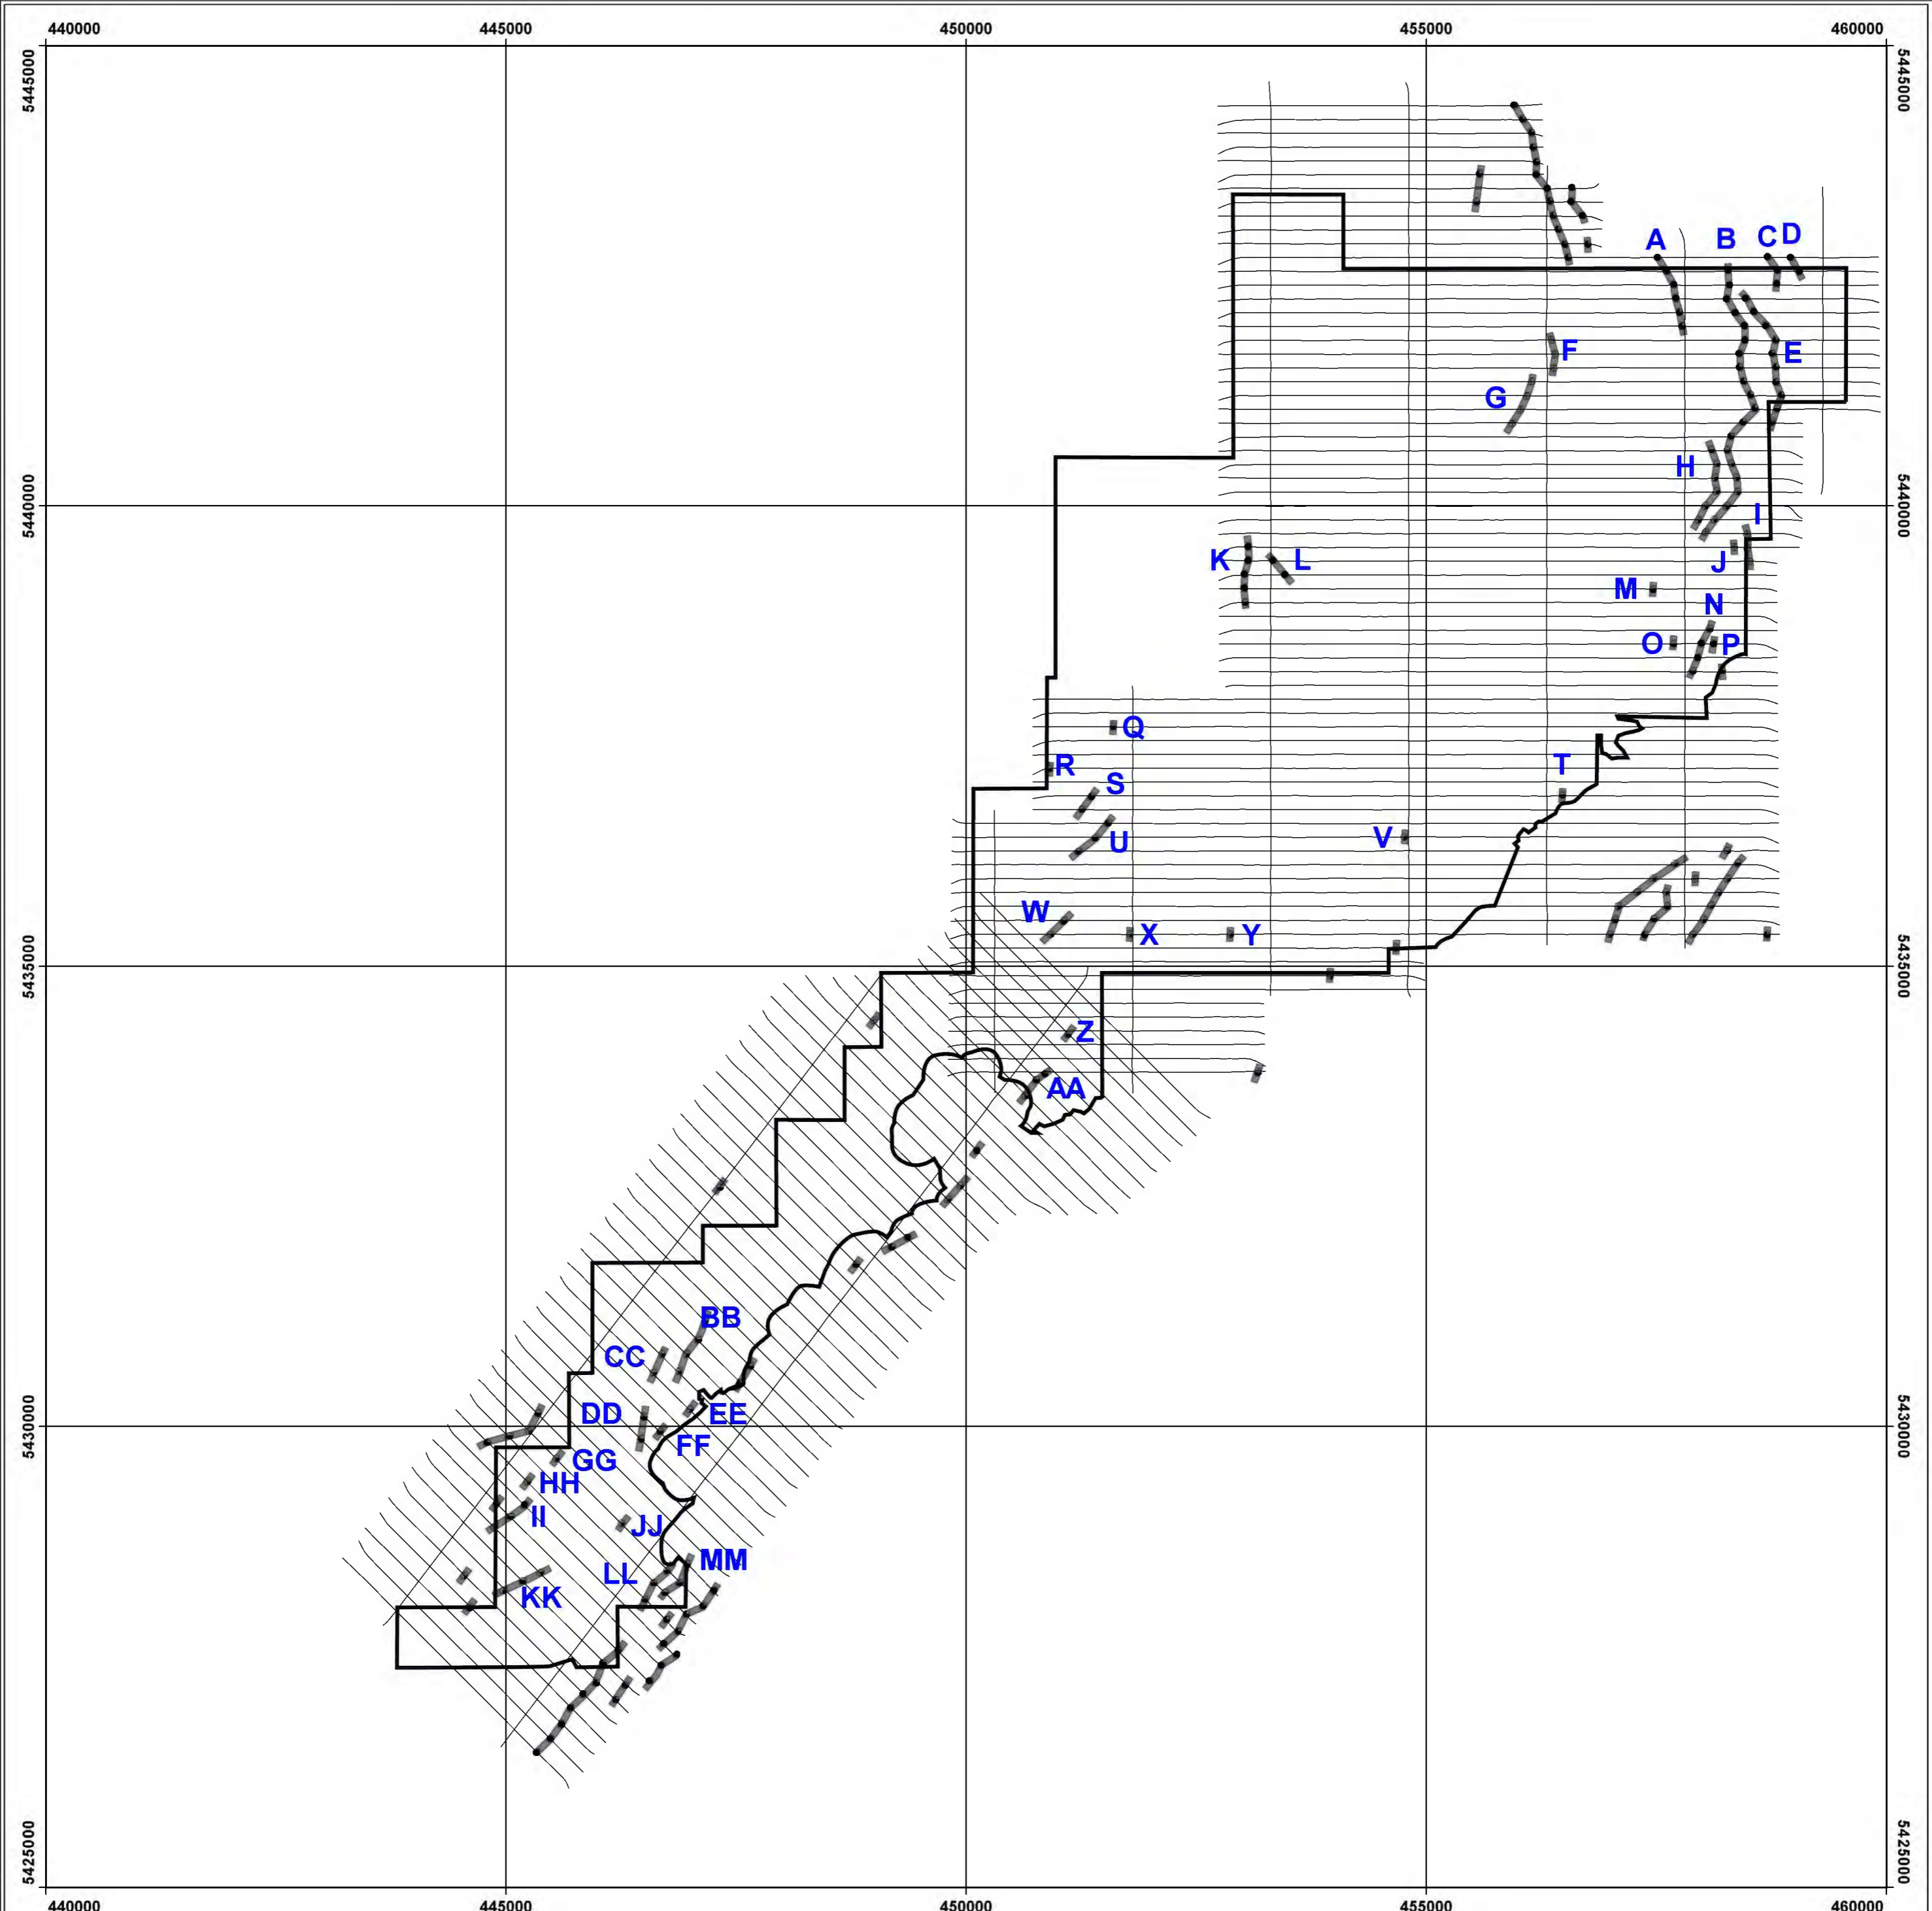 440000 445000 450000 455000 460000
5445000 5445000
A B C D
F E
G
H
5440000 5440000
I
K L J
M
N
O P
Q
R
S T
U V
W
X Y
5435000 5435000
Z
AA
BB
CC
DD EE
5430000 5430000
FF
GG
HH
II
JJ
MM
LL
KK
5425000 5425000
440000 445000 450000 455000 460000